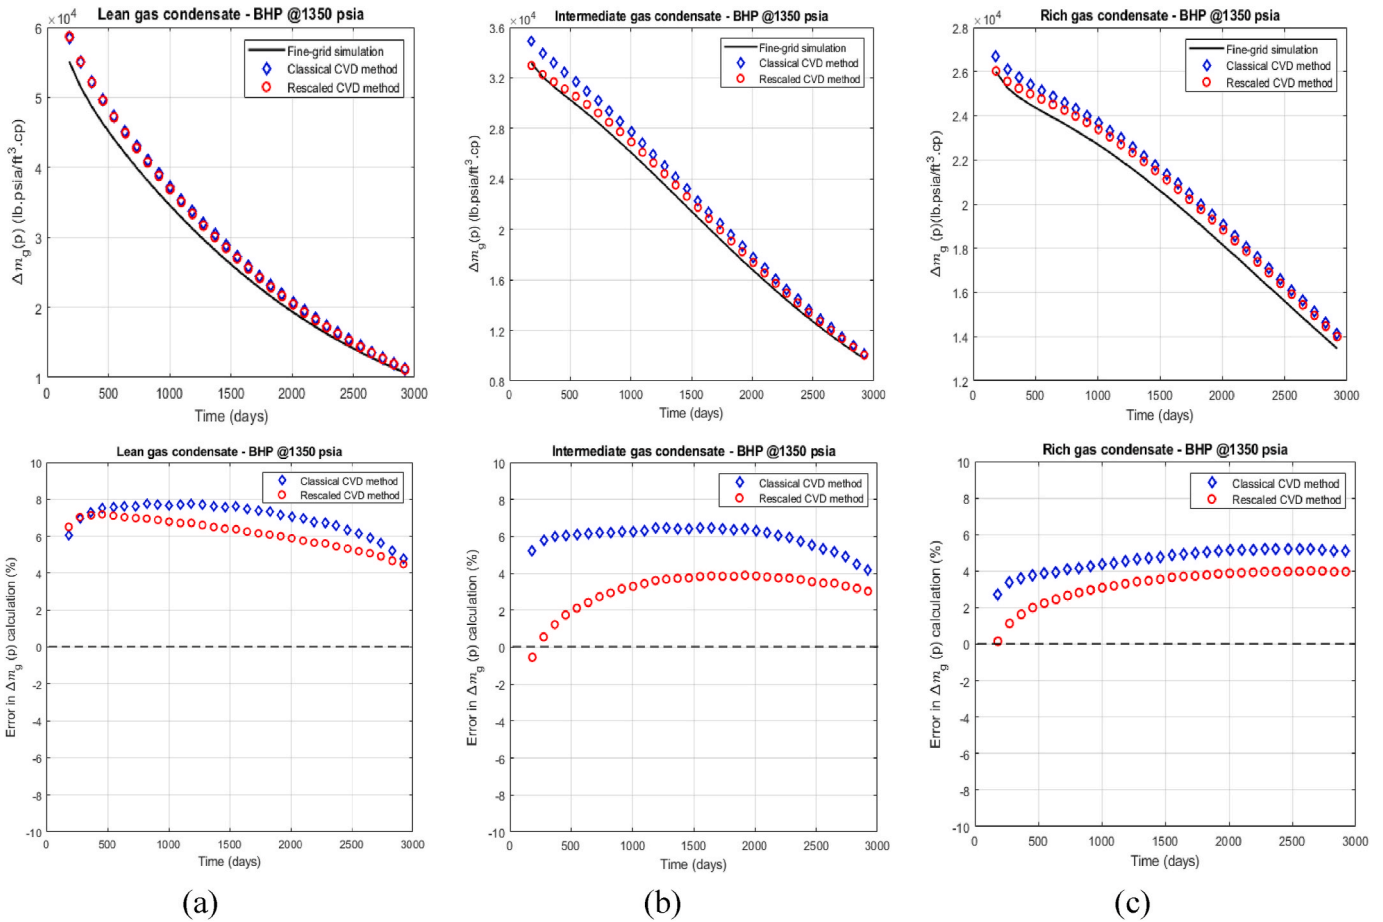 Lean gas condensate - BHP @1350 psia
×10⁴
6
5
4
3
2
1
Δm_g(p) (lb.psia/ft³.cp)
0 500 1000 1500 2000 2500 3000
Time (days)
Fine-grid simulation
Classical CVD method
Rescaled CVD method
Intermediate gas condensate - BHP @1350 psia
×10⁴
3.6
3.2
2.8
2.4
2
1.6
1.2
0.8
Δm_g(p) (lb.psia/ft³.cp)
0 500 1000 1500 2000 2500 3000
Time (days)
Fine-grid simulation
Classical CVD method
Rescaled CVD method
Rich gas condensate - BHP @1350 psia
×10⁴
2.8
2.6
2.4
2.2
2
1.8
1.6
1.4
1.2
Δm_g(p)(lb.psia/ft³.cp)
0 500 1000 1500 2000 2500 3000
Time (days)
Fine-grid simulation
Classical CVD method
Rescaled CVD method
Lean gas condensate - BHP @1350 psia
10
8
6
4
2
0
-2
-4
-6
-8
-10
Error in Δm_g(p) calculation (%)
0 500 1000 1500 2000 2500 3000
Time (days)
Classical CVD method
Rescaled CVD method
Intermediate gas condensate - BHP @1350 psia
10
8
6
4
2
0
-2
-4
-6
-8
-10
Error in Δm_g(p) calculation (%)
0 500 1000 1500 2000 2500 3000
Time (days)
Classical CVD method
Rescaled CVD method
Rich gas condensate - BHP @1350 psia
10
8
6
4
2
0
-2
-4
-6
-8
-10
Error in Δm_g(p) calculation (%)
0 500 1000 1500 2000 2500 3000
Time (days)
Classical CVD method
Rescaled CVD method
(a)
(b)
(c)